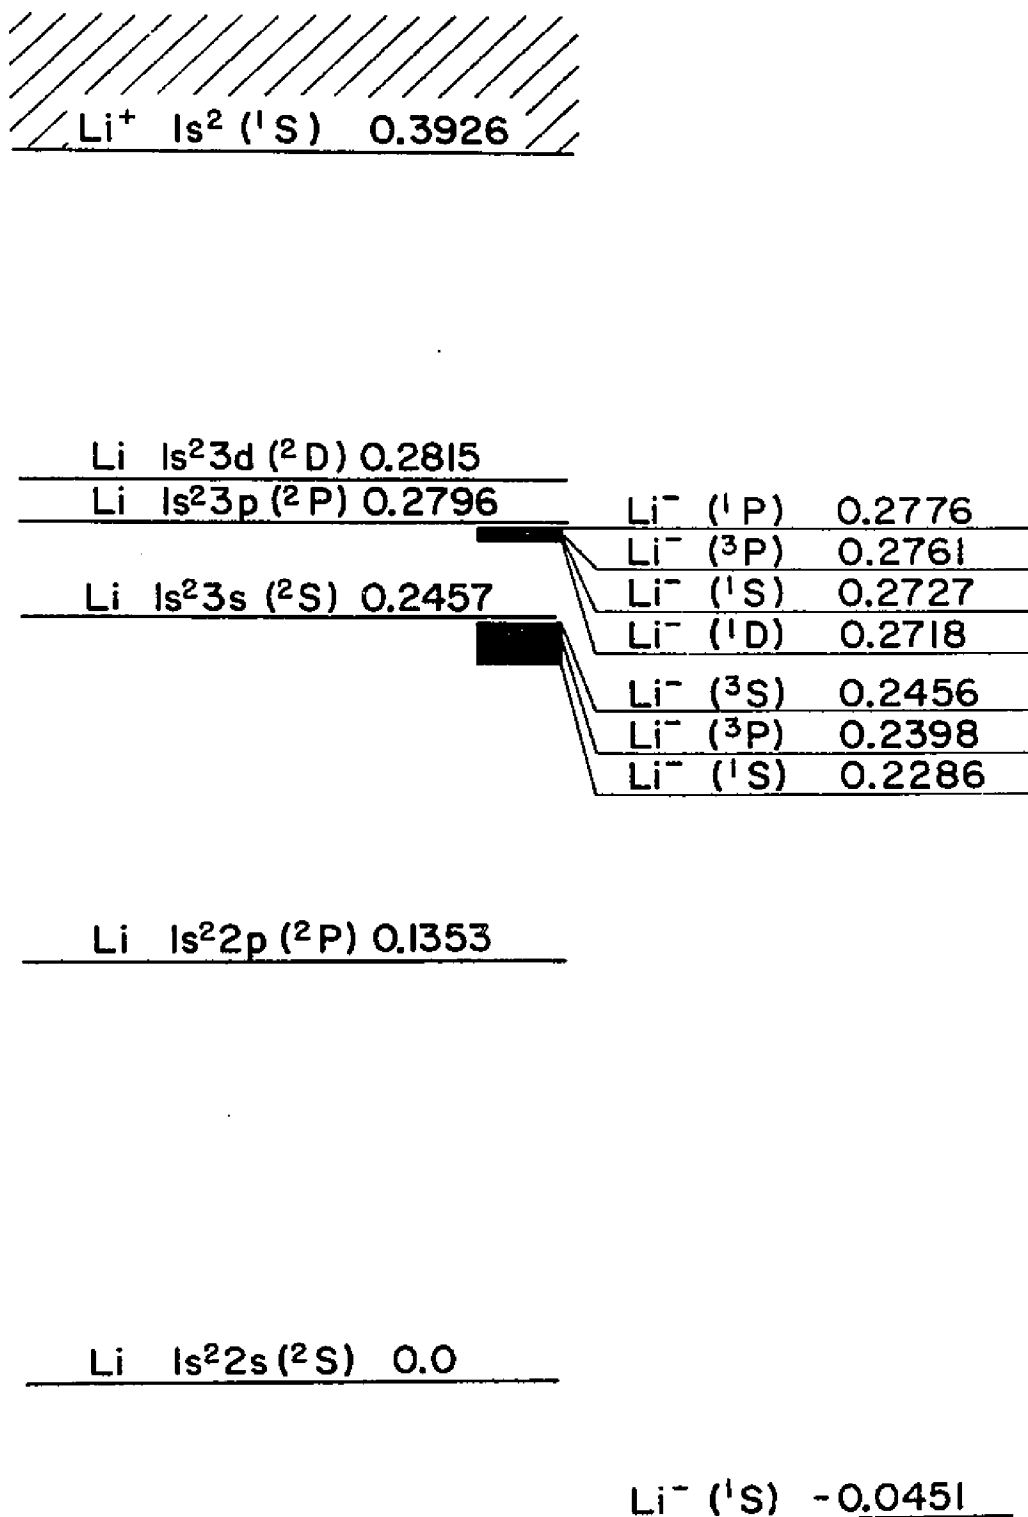 Li⁺ 1s² (¹S) 0.3926
Li 1s²3d (²D) 0.2815
Li 1s²3p (²P) 0.2796
Li⁻ (¹P) 0.2776
Li⁻ (³P) 0.2761
Li⁻ (¹S) 0.2727
Li⁻ (¹D) 0.2718
Li 1s²3s (²S) 0.2457
Li⁻ (³S) 0.2456
Li⁻ (³P) 0.2398
Li⁻ (¹S) 0.2286
Li 1s²2p (²P) 0.1353
Li 1s²2s (²S) 0.0
Li⁻ (¹S) -0.0451